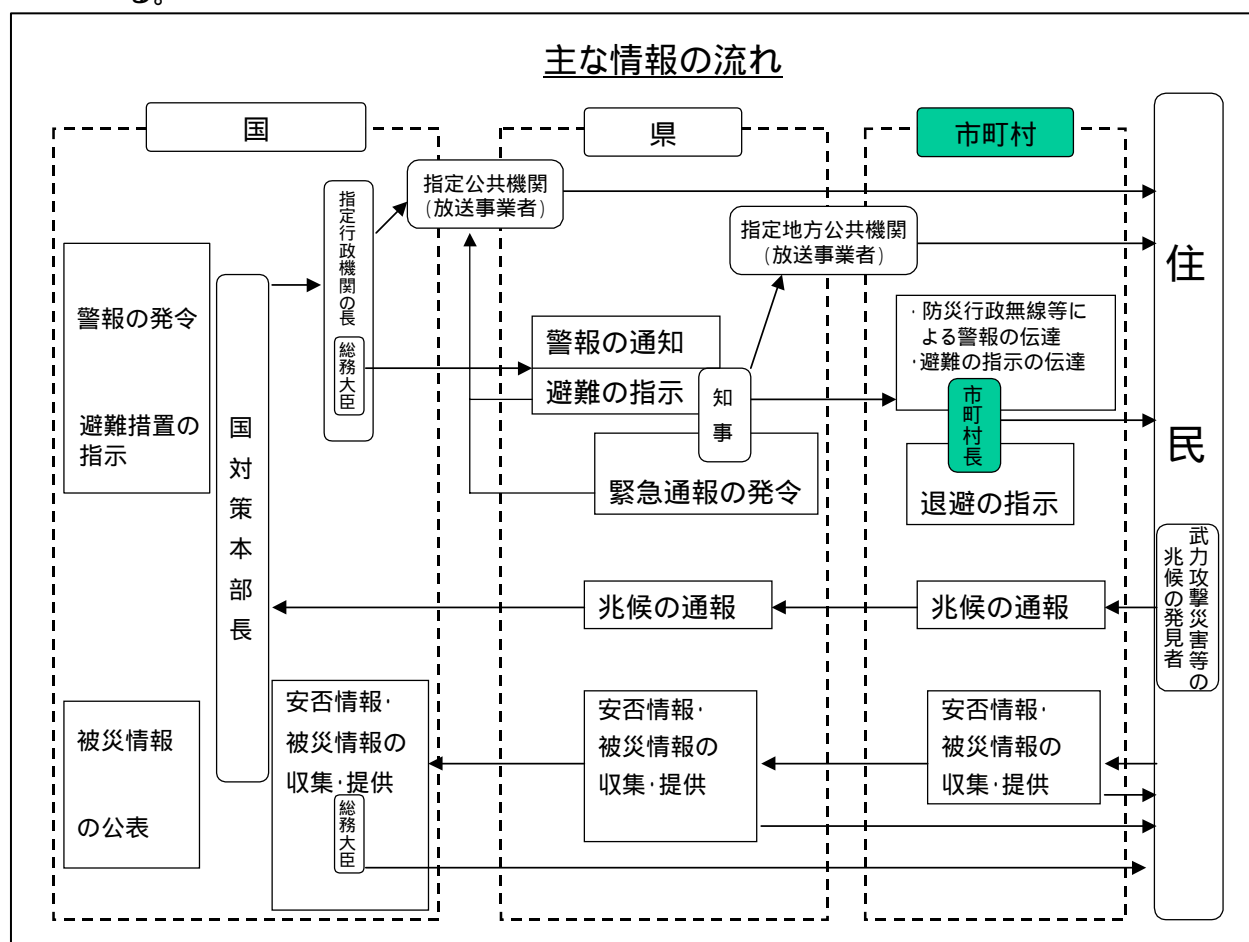 る。
主な情報の流れ
国
県
市町村
指定行政機関の長
総務大臣
指定公共機関
(放送事業者)
指定地方公共機関
(放送事業者)
住民
警報の発令
避難措置の
指示
国対策本部長
警報の通知
避難の指示
知事
緊急通報の発令
・防災行政無線等に
よる警報の伝達
・避難の指示の伝達
市町村長
退避の指示
兆候の通報
兆候の通報
武力攻撃災害等の
兆候の発見者
被災情報
の公表
安否情報・
被災情報の
収集・提供
総務大臣
安否情報・
被災情報の
収集・提供
安否情報・
被災情報の
収集・提供